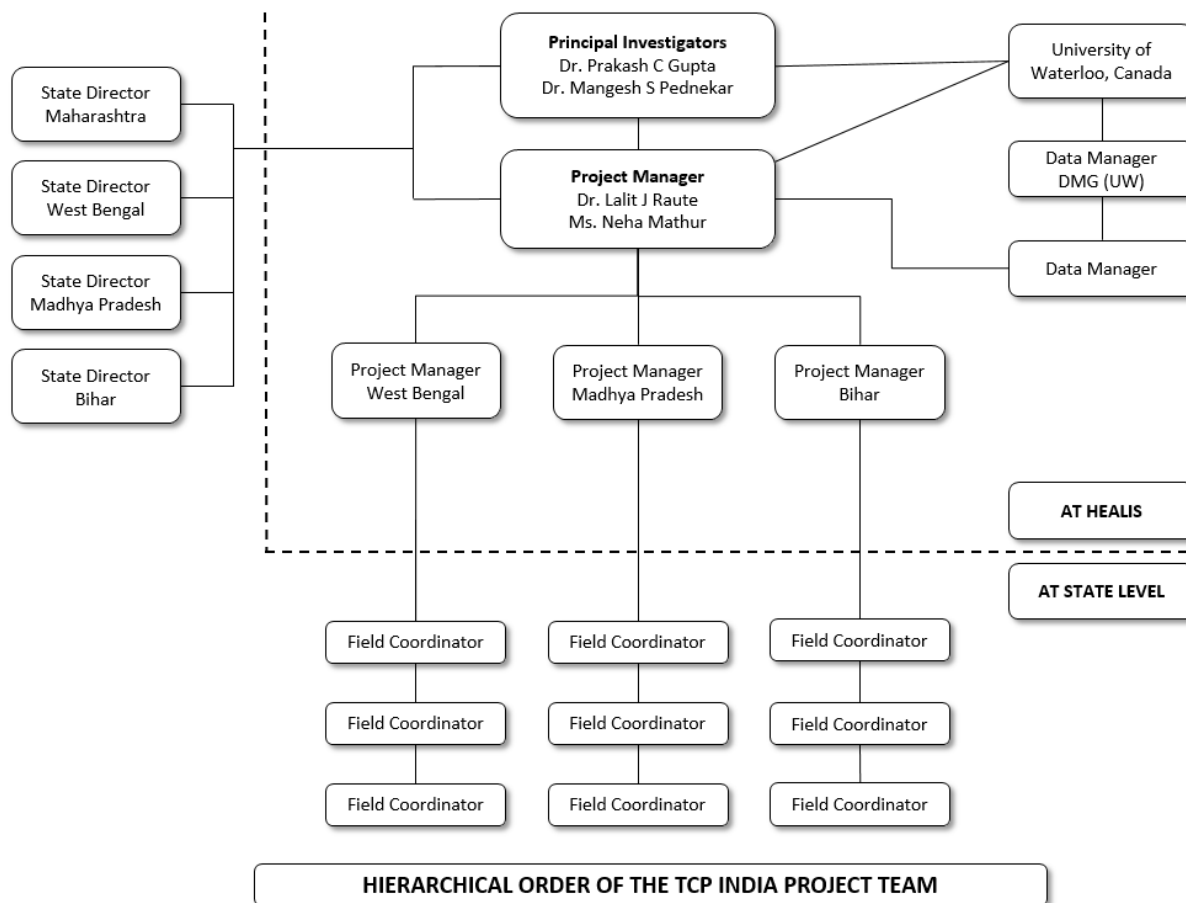 Principal Investigators
Dr. Prakash C Gupta
Dr. Mangesh S Pednekar
University of
Waterloo, Canada
State Director
Maharashtra
Data Manager
DMG (UW)
Project Manager
Dr. Lalit J Raute
Ms. Neha Mathur
State Director
West Bengal
Data Manager
State Director
Madhya Pradesh
State Director
Bihar
Project Manager
West Bengal
Project Manager
Madhya Pradesh
Project Manager
Bihar
AT HEALIS
AT STATE LEVEL
Field Coordinator
Field Coordinator
Field Coordinator
Field Coordinator
Field Coordinator
Field Coordinator
Field Coordinator
Field Coordinator
Field Coordinator
HIERARCHICAL ORDER OF THE TCP INDIA PROJECT TEAM